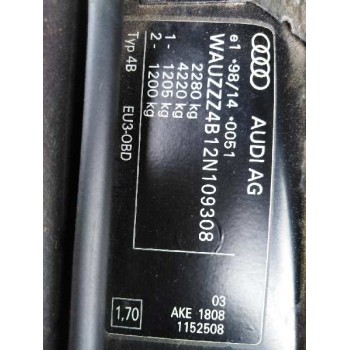 AUDI AG
e1 *98/14 *0051
WAUZZZ4B12N109308
2280 kg
4220 kg
1 - 1205 kg
2 - 1200 kg
Typ 4B
EU3-OBD
1,70
03
AKE 1808
1152508